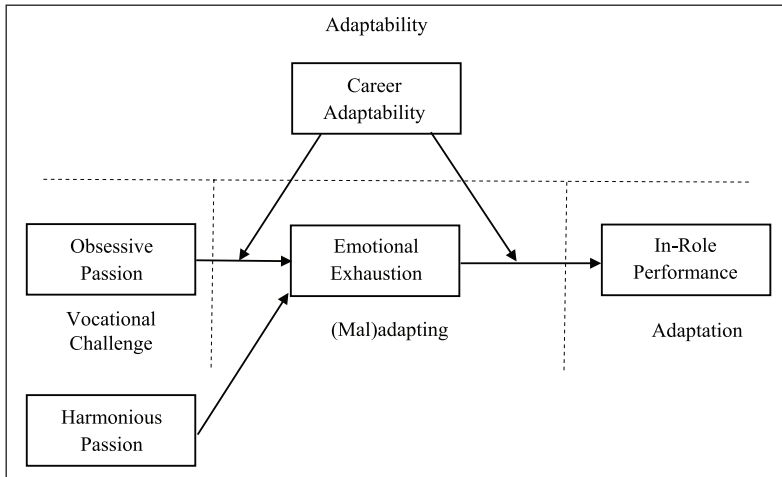 Adaptability
Career
Adaptability
Obsessive
Passion
Emotional
Exhaustion
In-Role
Performance
Vocational
Challenge
(Mal)adapting
Adaptation
Harmonious
Passion